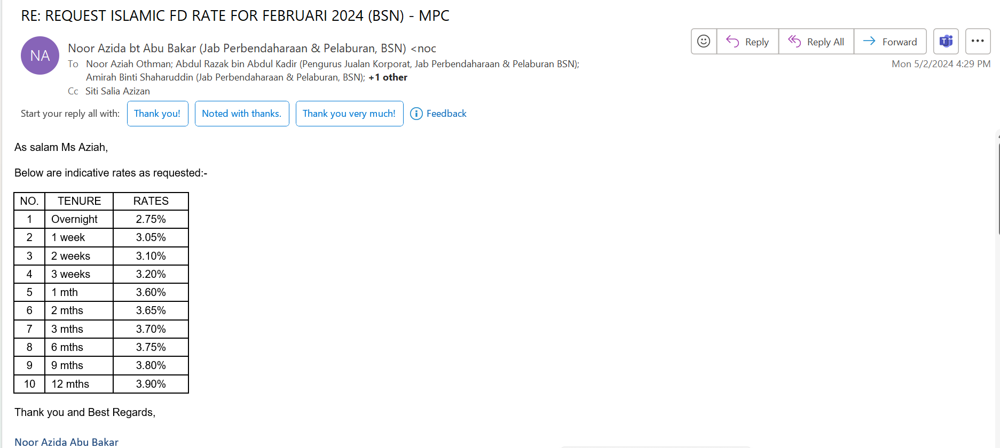 RE: REQUEST ISLAMIC FD RATE FOR FEBRUARI 2024 (BSN) - MPC
Reply
Reply All
Forward
NA
Noor Azida bt Abu Bakar (Jab Perbendaharaan & Pelaburan, BSN) <noc
To Noor Aziah Othman; Abdul Razak bin Abdul Kadir (Pengurus Jualan Korporat, Jab Perbendaharaan & Pelaburan BSN);
Mon 5/2/2024 4:29 PM
Amirah Binti Shaharuddin (Jab Perbendaharaan & Pelaburan, BSN); +1 other
Cc Siti Salia Azizan
Start your reply all with: Thank you! Noted with thanks. Thank you very much! Feedback
As salam Ms Aziah,
Below are indicative rates as requested:-
NO. TENURE RATES
1 Overnight 2.75%
2 1 week 3.05%
3 2 weeks 3.10%
4 3 weeks 3.20%
5 1 mth 3.60%
6 2 mths 3.65%
7 3 mths 3.70%
8 6 mths 3.75%
9 9 mths 3.80%
10 12 mths 3.90%
Thank you and Best Regards,
Noor Azida Abu Bakar